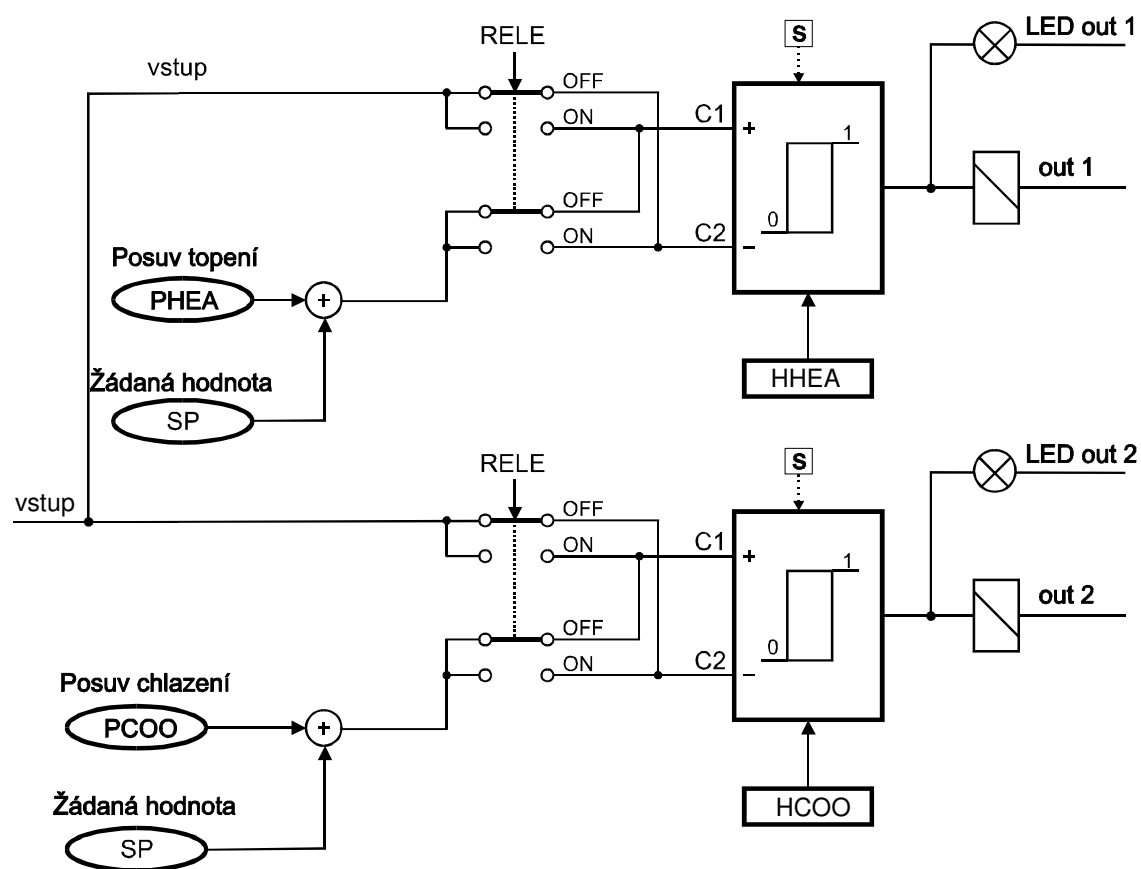 RELE
S
LED out 1
vstup
OFF
ON
C1
+
1
out 1
OFF
0
ON
C2
−
Posuv topení
PHEA
+
HHEA
Žádaná hodnota
SP
RELE
S
LED out 2
vstup
OFF
ON
C1
+
1
out 2
OFF
0
ON
C2
−
Posuv chlazení
PCOO
+
HCOO
Žádaná hodnota
SP